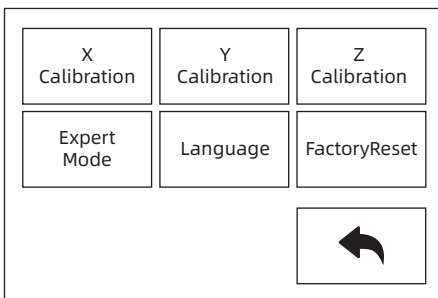 X
Calibration
Y
Calibration
Z
Calibration
Expert
Mode
Language
FactoryReset